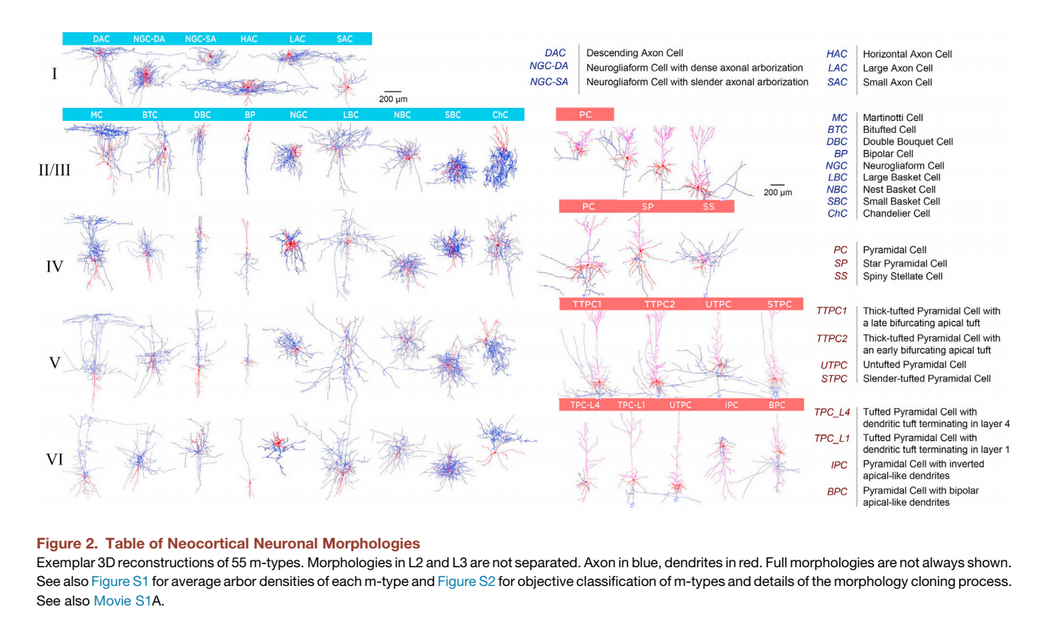 DAC NGC-DA NGC-SA HAC LAC SAC
I
200 µm
DAC Descending Axon Cell
NGC-DA Neurogliaform Cell with dense axonal arborization
NGC-SA Neurogliaform Cell with slender axonal arborization
HAC Horizontal Axon Cell
LAC Large Axon Cell
SAC Small Axon Cell
MC BTC DBC BP NGC LBC NBC SBC ChC
II/III
IV
V
VI
PC
200 µm
PC SP SS
TTPC1 TTPC2 UTPC STPC
TPC-L4 TPC-L1 UTPC IPC BPC
MC Martinotti Cell
BTC Bitufted Cell
DBC Double Bouquet Cell
BP Bipolar Cell
NGC Neurogliaform Cell
LBC Large Basket Cell
NBC Nest Basket Cell
SBC Small Basket Cell
ChC Chandelier Cell
PC Pyramidal Cell
SP Star Pyramidal Cell
SS Spiny Stellate Cell
TTPC1 Thick-tufted Pyramidal Cell with
a late bifurcating apical tuft
TTPC2 Thick-tufted Pyramidal Cell with
an early bifurcating apical tuft
UTPC Untufted Pyramidal Cell
STPC Slender-tufted Pyramidal Cell
TPC_L4 Tufted Pyramidal Cell with
dendritic tuft terminating in layer 4
TPC_L1 Tufted Pyramidal Cell with
dendritic tuft terminating in layer 1
IPC Pyramidal Cell with inverted
apical-like dendrites
BPC Pyramidal Cell with bipolar
apical-like dendrites
Figure 2. Table of Neocortical Neuronal Morphologies
Exemplar 3D reconstructions of 55 m-types. Morphologies in L2 and L3 are not separated. Axon in blue, dendrites in red. Full morphologies are not always shown.
See also Figure S1 for average arbor densities of each m-type and Figure S2 for objective classification of m-types and details of the morphology cloning process.
See also Movie S1A.